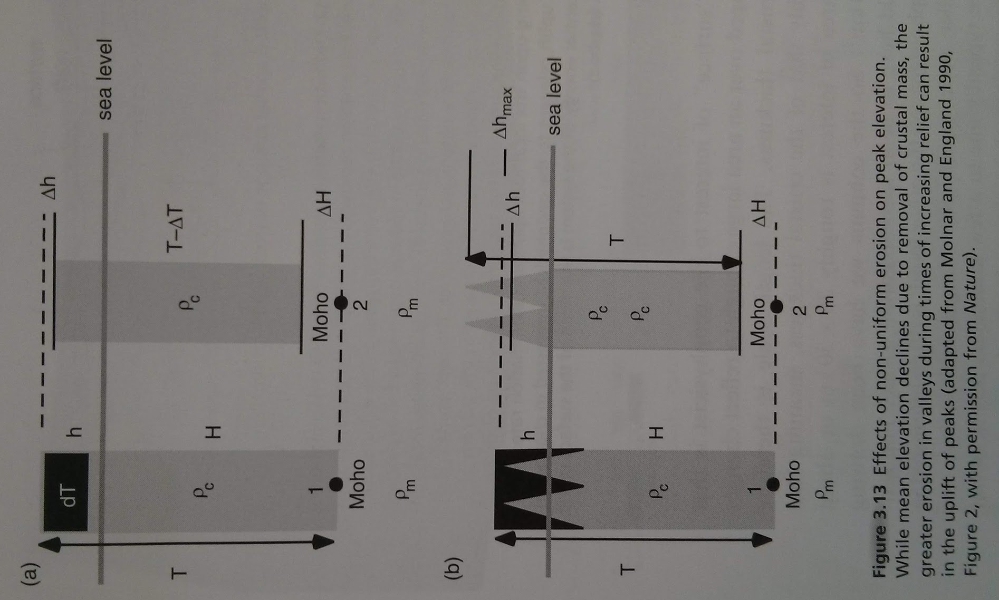 (a)
dT
h
Δh
sea level
T
ρc
H
ρc
T–ΔT
1
Moho
Moho
2
ΔH
ρm
ρm
(b)
h
Δh
Δhmax
sea level
T
ρc
H
ρc
ρc
T
1
Moho
Moho
2
ΔH
ρm
ρm
Figure 3.13 Effects of non-uniform erosion on peak elevation.
While mean elevation declines due to removal of crustal mass, the
greater erosion in valleys during times of increasing relief can result
in the uplift of peaks (adapted from Molnar and England 1990,
Figure 2, with permission from Nature).